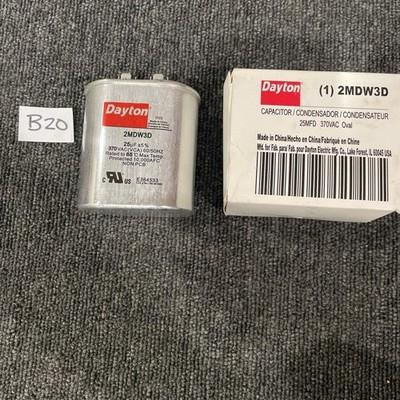 B20
Dayton
2MDW3D
25µF ±5%
370VAC(VCA) 60/50HZ
Rated to 65°C Max Temp
Protected 10,000AFC
NON PCB
c US
E364533
Dayton
(1) 2MDW3D
CAPACITOR / CONDENSADOR / CONDENSATEUR
25MFD 370VAC Oval
Made in China/Hecho en China/Fabriqué en Chine
Mfd. for Fab. para Fab. pour Dayton Electric Mfg. Co., Lake Forest, IL 60045 USA